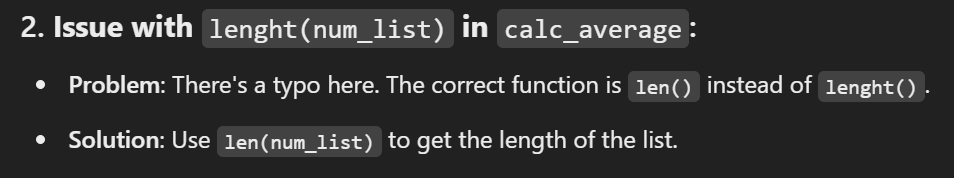 2. Issue with lenght(num_list) in calc_average:
• Problem: There's a typo here. The correct function is len() instead of lenght().
• Solution: Use len(num_list) to get the length of the list.